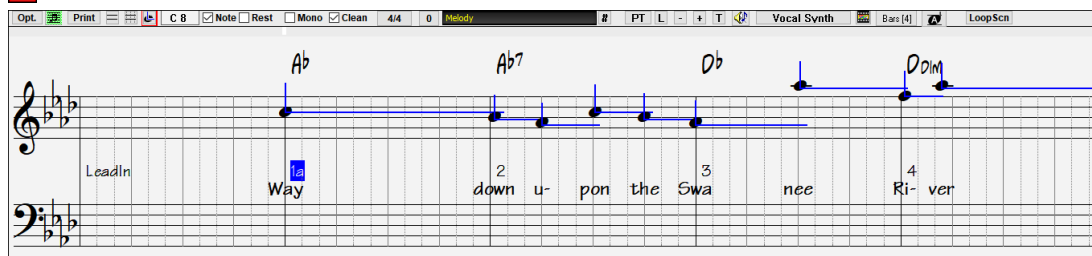 Opt. Print C 8 Note Rest Mono Clean 4/4 0 Melody # PT L - + T Vocal Synth Bars [4] A LoopScn
Ab Ab7 Db DDIM
LeadIn 1a 2 3 4
Way down u- pon the Swa nee Ri- ver